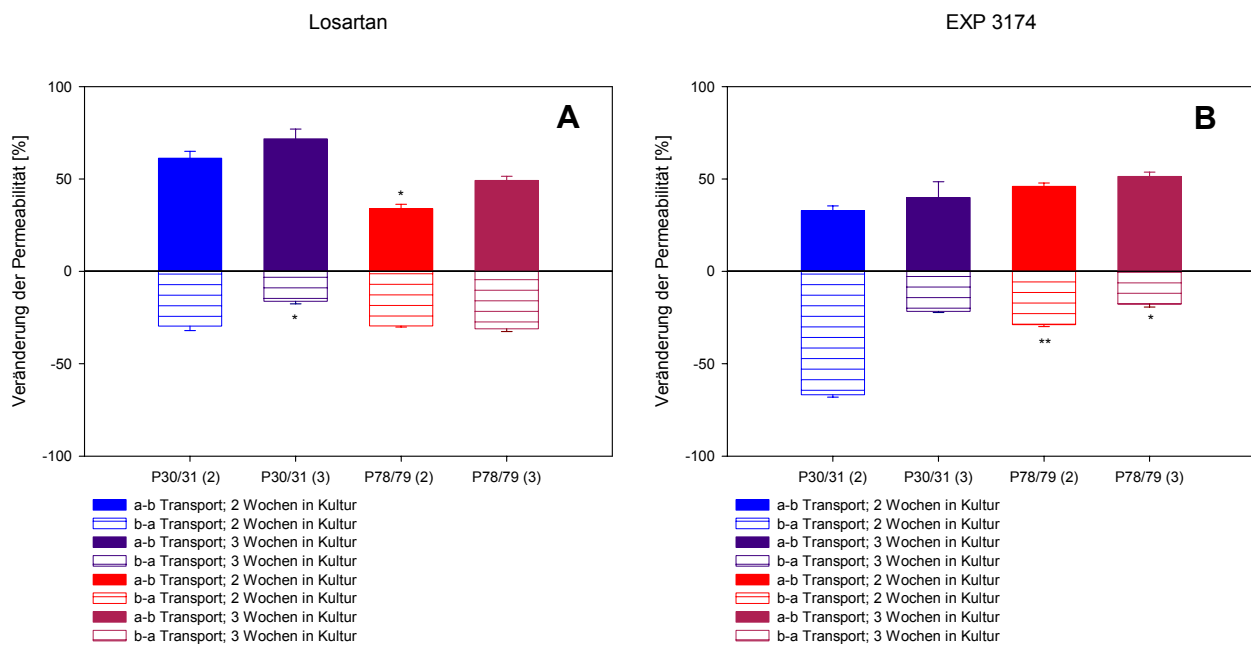 Losartan
EXP 3174
Veränderung der Permeabilität [%]
100
50
0
-50
-100
A
*
*
P30/31 (2) P30/31 (3) P78/79 (2) P78/79 (3)
a-b Transport; 2 Wochen in Kultur
b-a Transport; 2 Wochen in Kultur
a-b Transport; 3 Wochen in Kultur
b-a Transport; 3 Wochen in Kultur
a-b Transport; 2 Wochen in Kultur
b-a Transport; 2 Wochen in Kultur
a-b Transport; 3 Wochen in Kultur
b-a Transport; 3 Wochen in Kultur
Veränderung der Permeabilität [%]
100
50
0
-50
-100
B
**
*
P30/31 (2) P30/31 (3) P78/79 (2) P78/79 (3)
a-b Transport; 2 Wochen in Kultur
b-a Transport; 2 Wochen in Kultur
a-b Transport; 3 Wochen in Kultur
b-a Transport; 3 Wochen in Kultur
a-b Transport; 2 Wochen in Kultur
b-a Transport; 2 Wochen in Kultur
a-b Transport; 3 Wochen in Kultur
b-a Transport; 3 Wochen in Kultur